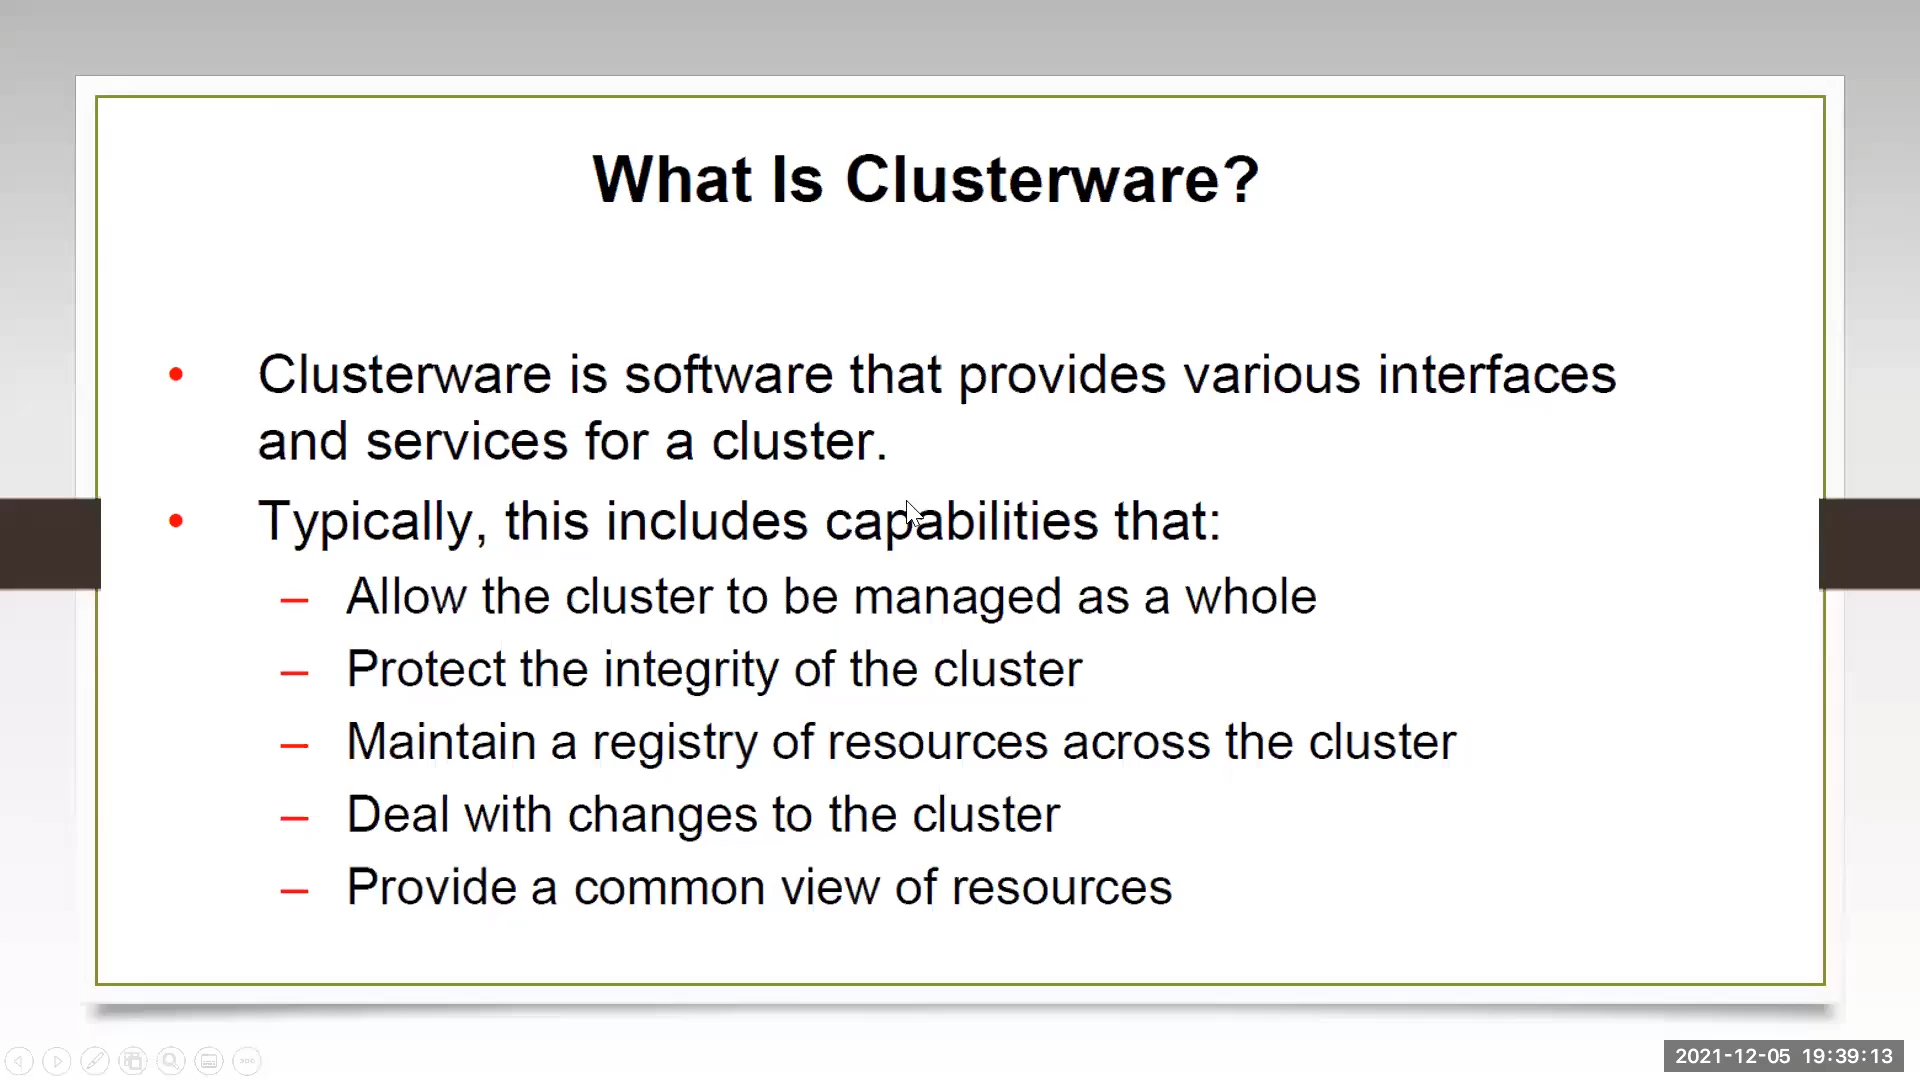 What Is Clusterware?
• Clusterware is software that provides various interfaces
and services for a cluster.
• Typically, this includes capabilities that:
– Allow the cluster to be managed as a whole
– Protect the integrity of the cluster
– Maintain a registry of resources across the cluster
– Deal with changes to the cluster
– Provide a common view of resources
2021-12-05 19:39:13